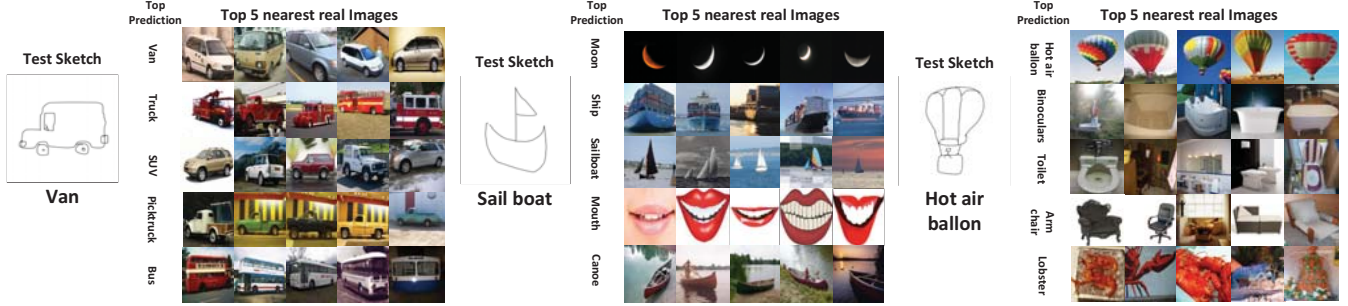 Top
Prediction
Top 5 nearest real Images
Test Sketch
Van
Van
Truck
SUV
Picktruck
Bus
Top
Prediction
Top 5 nearest real Images
Test Sketch
Sail boat
Moon
Ship
Sailboat
Mouth
Canoe
Top
Prediction
Top 5 nearest real Images
Test Sketch
Hot air
ballon
Hot air
balloon
Binoculars
Toilet
Arm
chair
Lobster